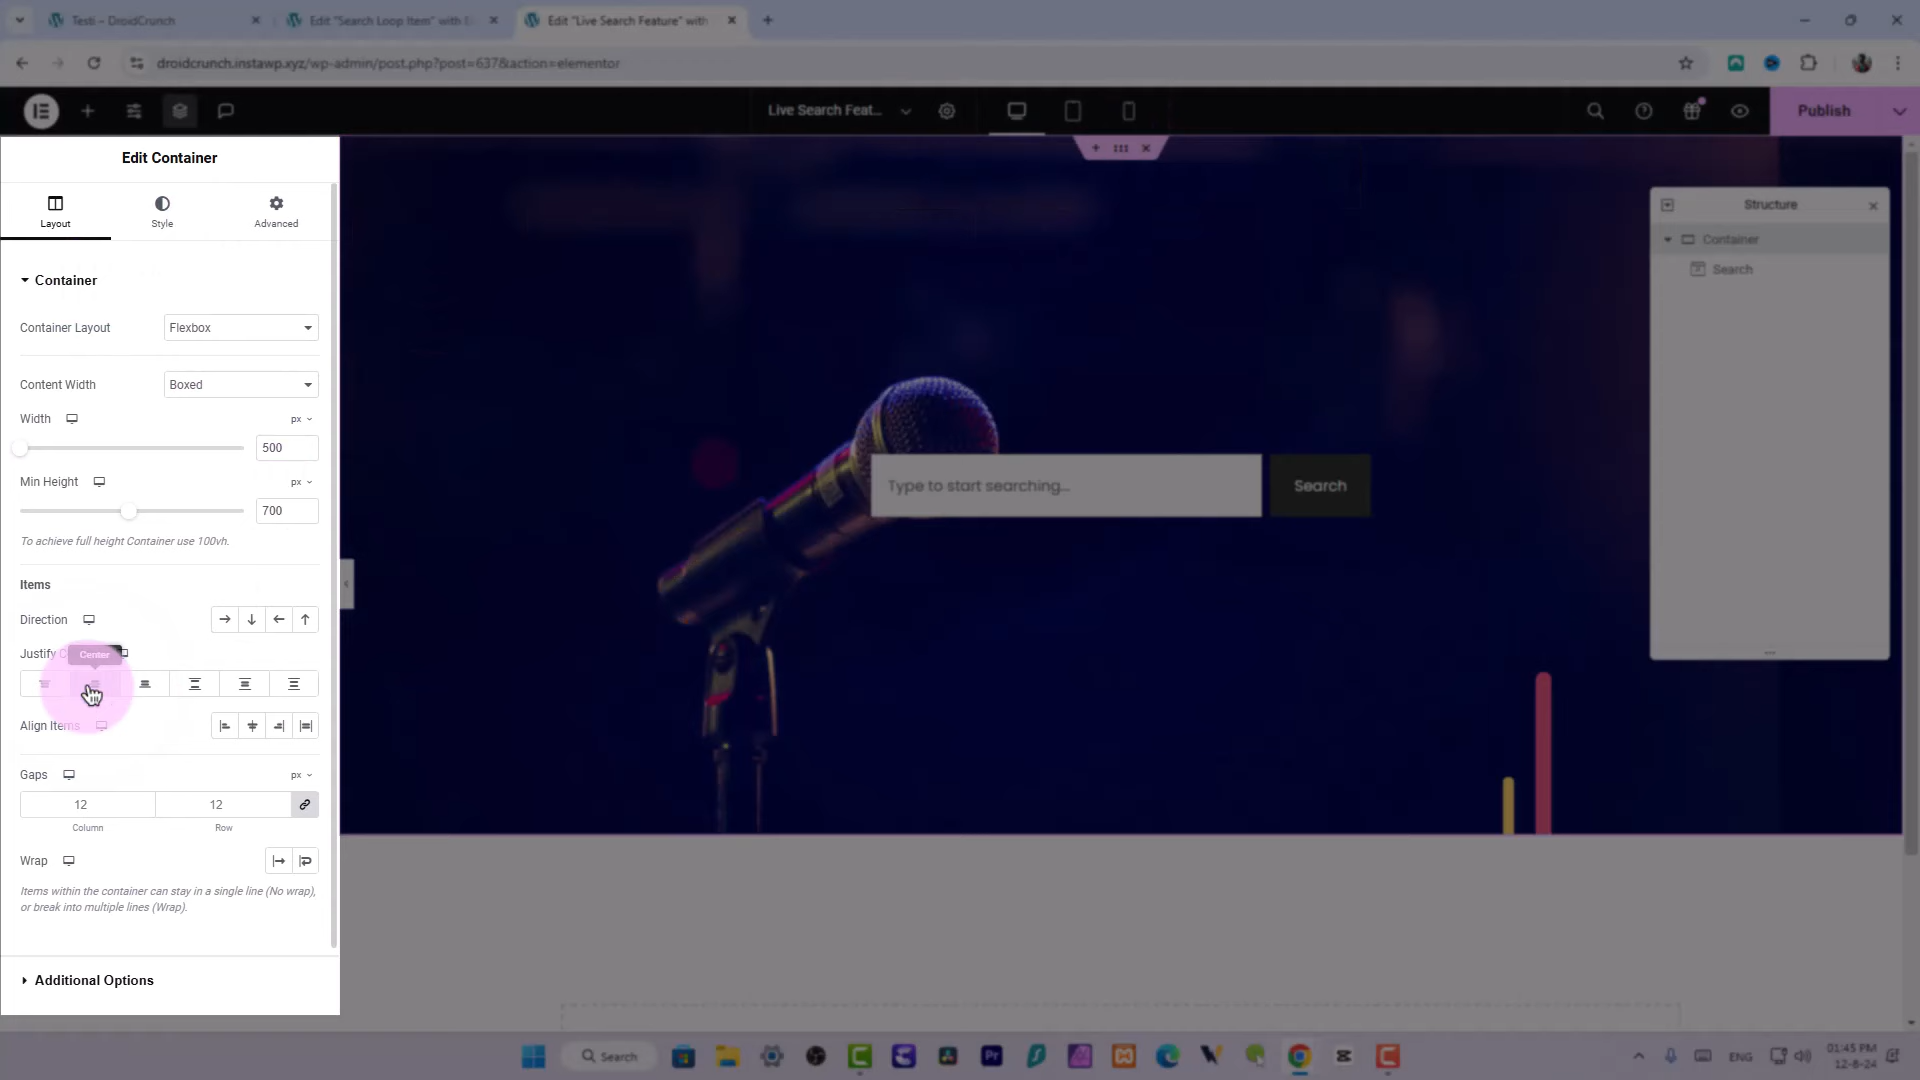 Testi – DroidCrunch
Edit "Search Loop Item" with E
Edit "Live Search Feature" with
droidcrunch.instawp.xyz/wp-admin/post.php?post=637&action=elementor
Live Search Feat...
Publish
Edit Container
Layout
Style
Advanced
Structure
Container
Search
Container
Container Layout
Flexbox
Content Width
Boxed
Width
px
500
Min Height
px
700
To achieve full height Container use 100vh.
Type to start searching...
Search
Items
Direction
Justify C
Center
Align Items
Gaps
px
12
12
Column
Row
Wrap
Items within the container can stay in a single line (No wrap),
or break into multiple lines (Wrap).
Additional Options
Search
Pr
ENG
01:45 PM
12-8-24